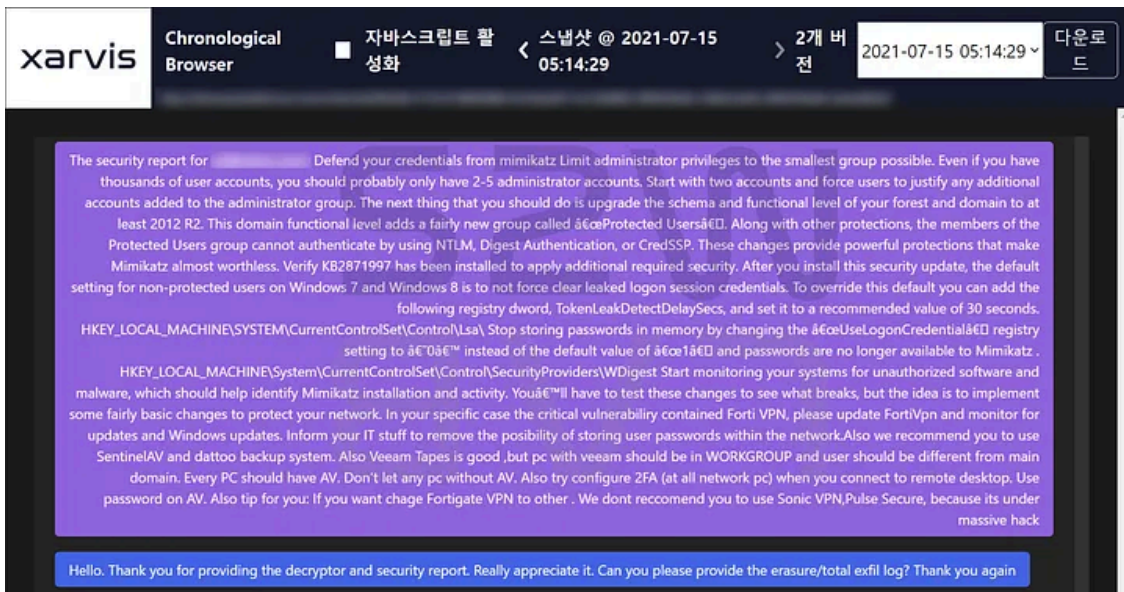 xarvis
Chronological
Browser
자바스크립트 활
성화
스냅샷 @ 2021-07-15
05:14:29
2개 버
전
2021-07-15 05:14:29
다운로
드
The security report for Defend your credentials from mimikatz Limit administrator privileges to the smallest group possible. Even if you have
thousands of user accounts, you should probably only have 2-5 administrator accounts. Start with two accounts and force users to justify any additional
accounts added to the administrator group. The next thing that you should do is upgrade the schema and functional level of your forest and domain to at
least 2012 R2. This domain functional level adds a fairly new group called â€œProtected Usersâ€. Along with other protections, the members of the
Protected Users group cannot authenticate by using NTLM, Digest Authentication, or CredSSP. These changes provide powerful protections that make
Mimikatz almost worthless. Verify KB2871997 has been installed to apply additional required security. After you install this security update, the default
setting for non-protected users on Windows 7 and Windows 8 is to not force clear leaked logon session credentials. To override this default you can add the
following registry dword, TokenLeakDetectDelaySecs, and set it to a recommended value of 30 seconds.
HKEY_LOCAL_MACHINE\SYSTEM\CurrentControlSet\Control\Lsa\ Stop storing passwords in memory by changing the â€œUseLogonCredentialâ€ registry
setting to â€˜0â€™ instead of the default value of â€œ1â€ and passwords are no longer available to Mimikatz .
HKEY_LOCAL_MACHINE\System\CurrentControlSet\Control\SecurityProviders\WDigest Start monitoring your systems for unauthorized software and
malware, which should help identify Mimikatz installation and activity. Youâ€™ll have to test these changes to see what breaks, but the idea is to implement
some fairly basic changes to protect your network. In your specific case the critical vulnerabiliry contained Forti VPN, please update FortiVpn and monitor for
updates and Windows updates. Inform your IT stuff to remove the posibility of storing user passwords within the network.Also we recommend you to use
SentinelAV and dattoo backup system. Also Veeam Tapes is good ,but pc with veeam should be in WORKGROUP and user should be different from main
domain. Every PC should have AV. Don't let any pc without AV. Also try configure 2FA (at all network pc) when you connect to remote desktop. Use
password on AV. Also tip for you: If you want chage Fortigate VPN to other . We dont reccomend you to use Sonic VPN,Pulse Secure, because its under
massive hack
S2W
Hello. Thank you for providing the decryptor and security report. Really appreciate it. Can you please provide the erasure/total exfil log? Thank you again